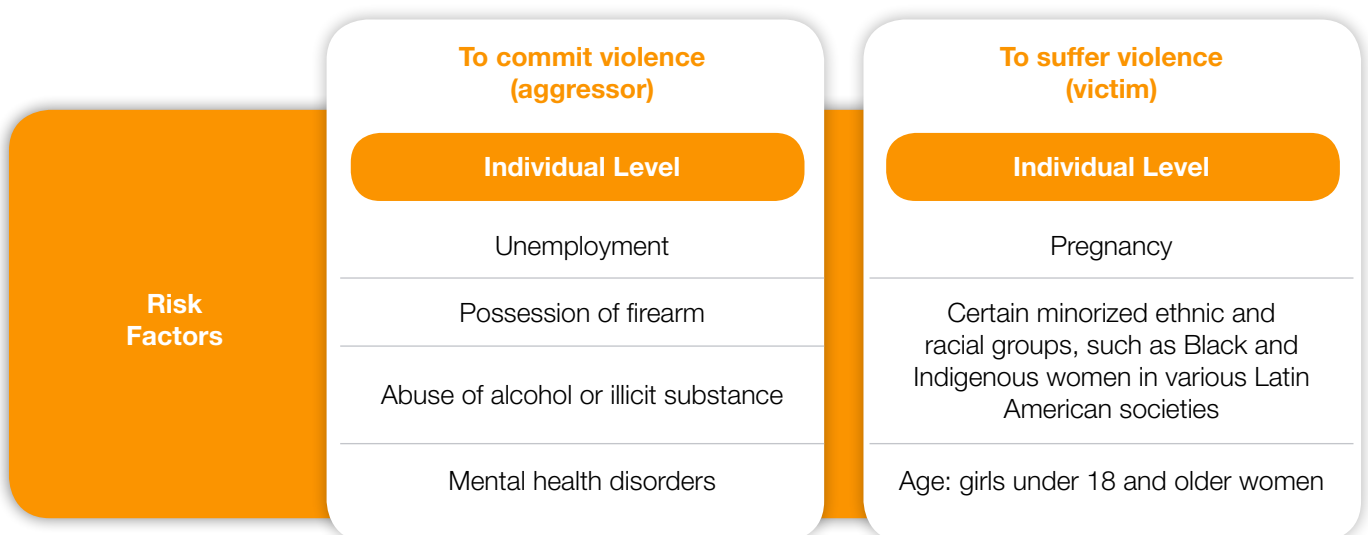 Risk
Factors
To commit violence
(aggressor)
Individual Level
Unemployment
Possession of firearm
Abuse of alcohol or illicit substance
Mental health disorders
To suffer violence
(victim)
Individual Level
Pregnancy
Certain minorized ethnic and
racial groups, such as Black and
Indigenous women in various Latin
American societies
Age: girls under 18 and older women